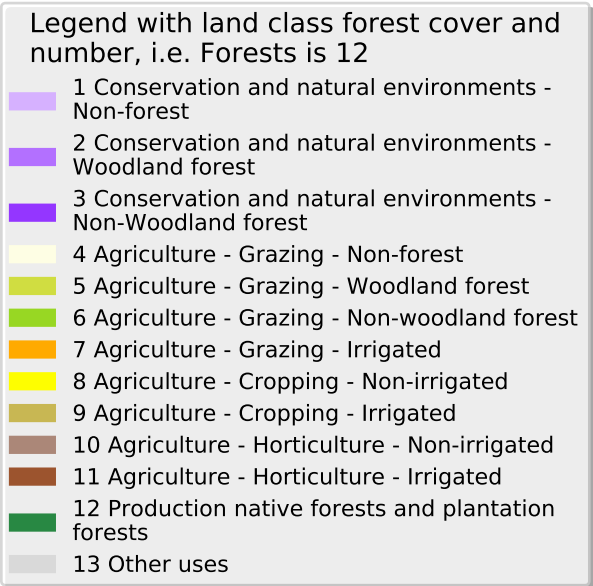 Legend with land class forest cover and
number, i.e. Forests is 12
1 Conservation and natural environments -
Non-forest
2 Conservation and natural environments -
Woodland forest
3 Conservation and natural environments -
Non-Woodland forest
4 Agriculture - Grazing - Non-forest
5 Agriculture - Grazing - Woodland forest
6 Agriculture - Grazing - Non-woodland forest
7 Agriculture - Grazing - Irrigated
8 Agriculture - Cropping - Non-irrigated
9 Agriculture - Cropping - Irrigated
10 Agriculture - Horticulture - Non-irrigated
11 Agriculture - Horticulture - Irrigated
12 Production native forests and plantation
forests
13 Other uses